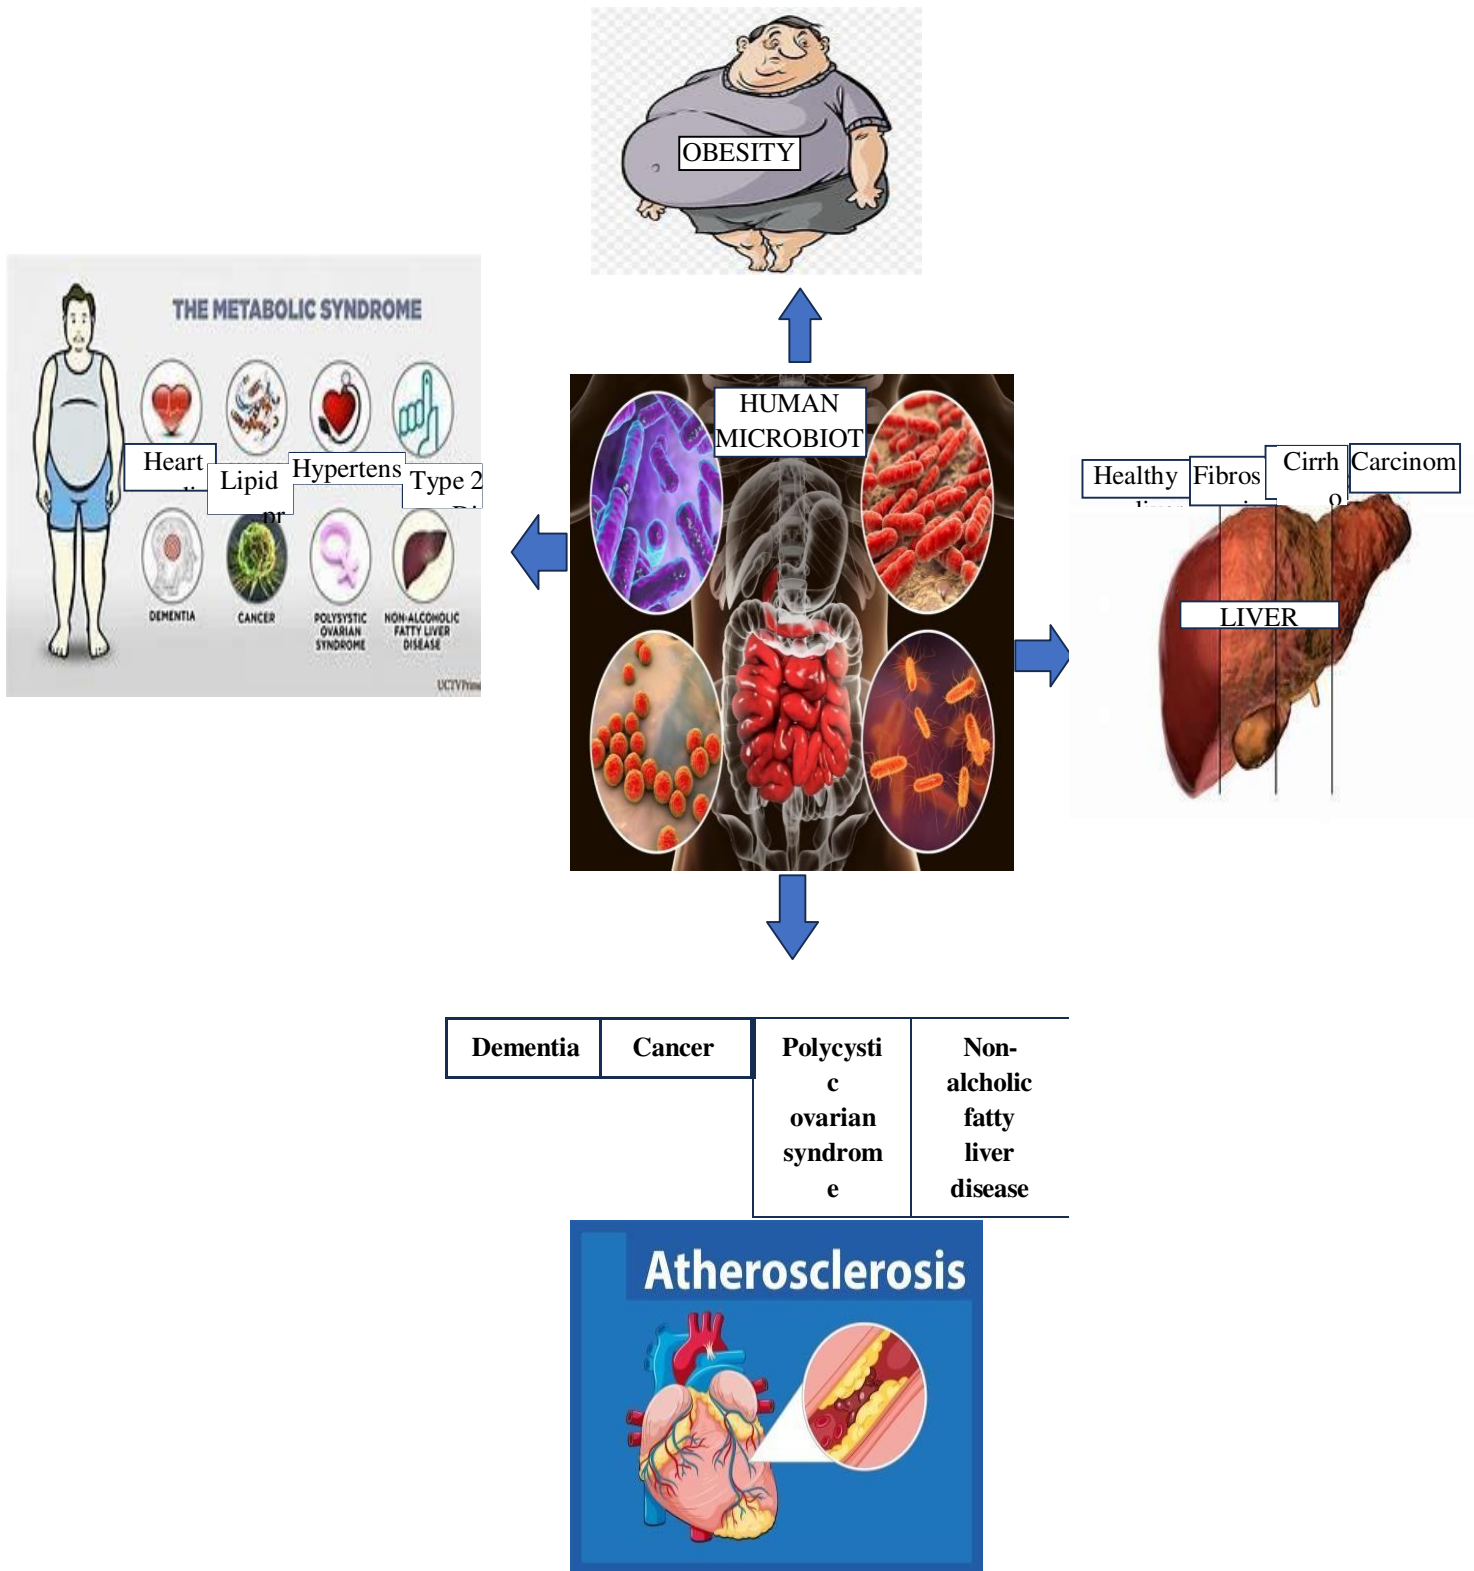 OBESITY
THE METABOLIC SYNDROME
Heart
Lipid
Hypertens
Type 2
DEMENTIA
CANCER
POLYSYSTIC
OVARIAN
SYNDROME
NON-ALCOHOLIC
FATTY LIVER
DISEASE
UCTVPrime
HUMAN
MICROBIOT
Healthy
Fibros
Cirrh
o
Carcinom
LIVER
Dementia
Cancer
Polycysti
c
ovarian
syndrom
e
Non-
alcholic
fatty
liver
disease
Atherosclerosis